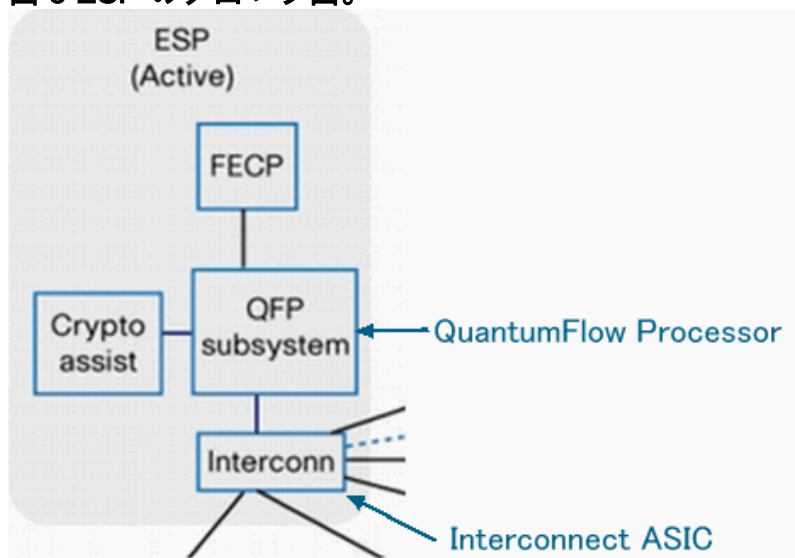 ESP
(Active)
FECP
Crypto
assist
QFP
subsystem
QuantumFlow Processor
Interconn
Interconnect ASIC